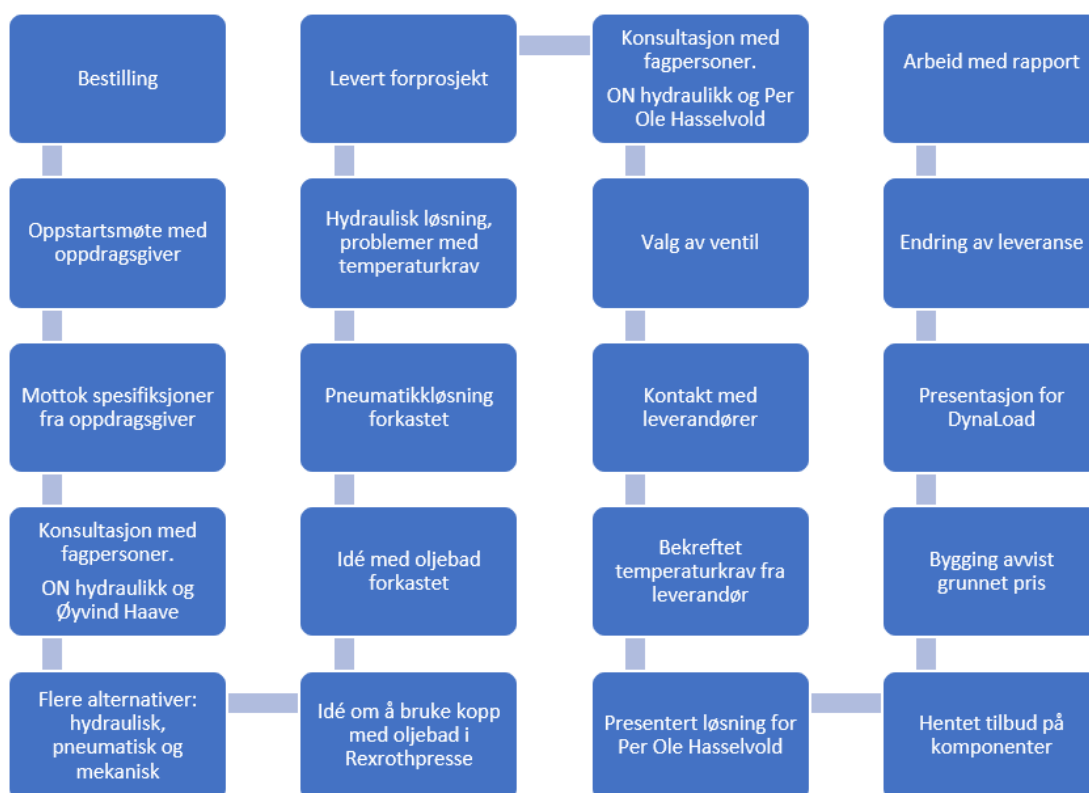 Bestilling
Oppstartsmøte med
oppdragsgiver
Mottok spesifiksjoner
fra oppdragsgiver
Konsultasjon med
fagpersoner.
ON hydraulikk og
Øyvind Haave
Flere alternativer:
hydraulisk,
pneumatisk og
mekanisk
Idé om å bruke kopp
med oljebad i
Rexrothpresse
Idé med oljebad
forkastet
Pneumatikkløsning
forkastet
Hydraulisk løsning,
problemer med
temperaturkrav
Levert forprosjekt
Konsultasjon med
fagpersoner.
ON hydraulikk og Per
Ole Hasselvold
Valg av ventil
Kontakt med
leverandører
Bekreftet
temperaturkrav fra
leverandør
Presentert løsning for
Per Ole Hasselvold
Hentet tilbud på
komponenter
Bygging avvist
grunnet pris
Presentasjon for
DynaLoad
Endring av leveranse
Arbeid med rapport